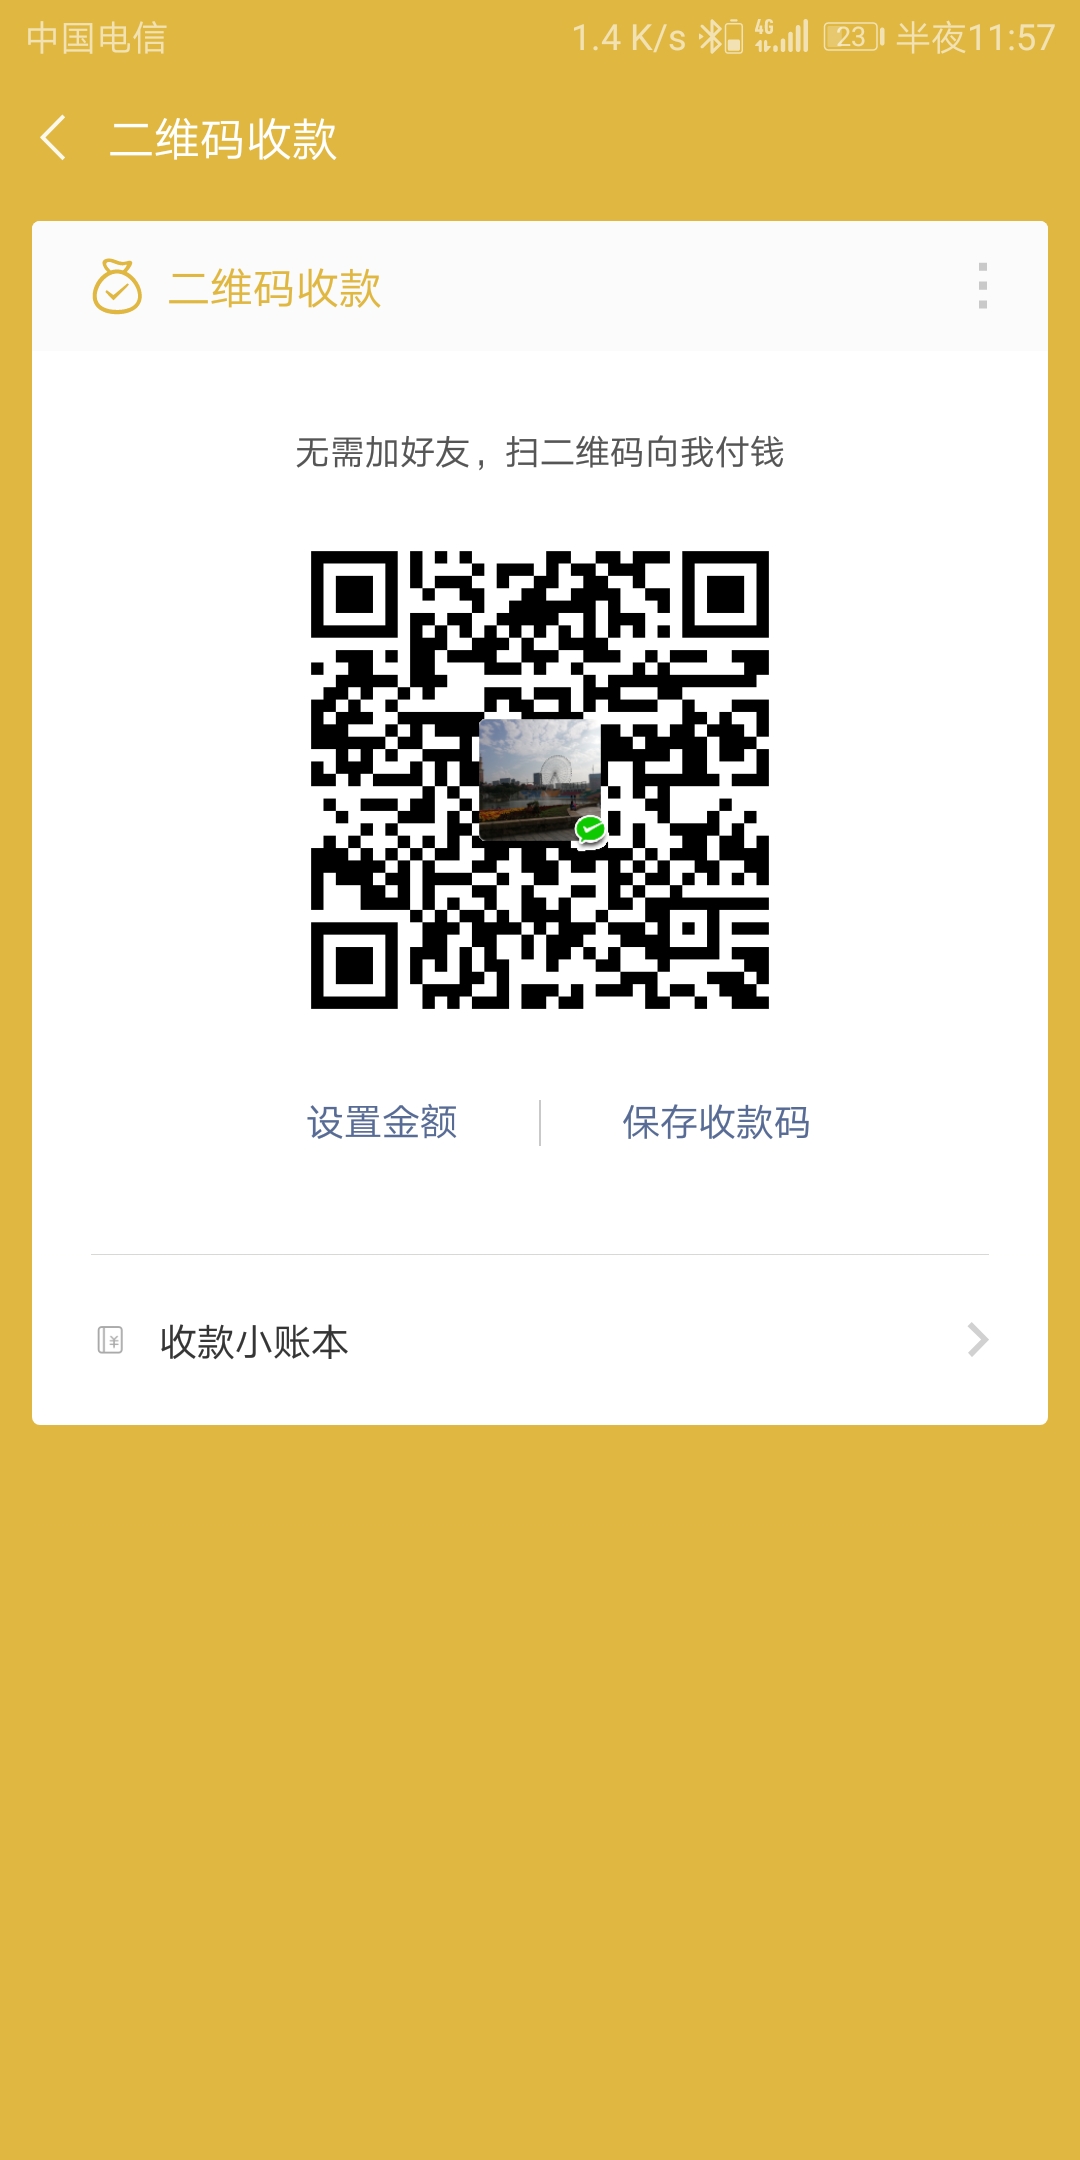 中国电信 1.4 K/s 4G 23 半夜11:57
二维码收款
二维码收款
无需加好友，扫二维码向我付钱
设置金额 保存收款码
收款小账本